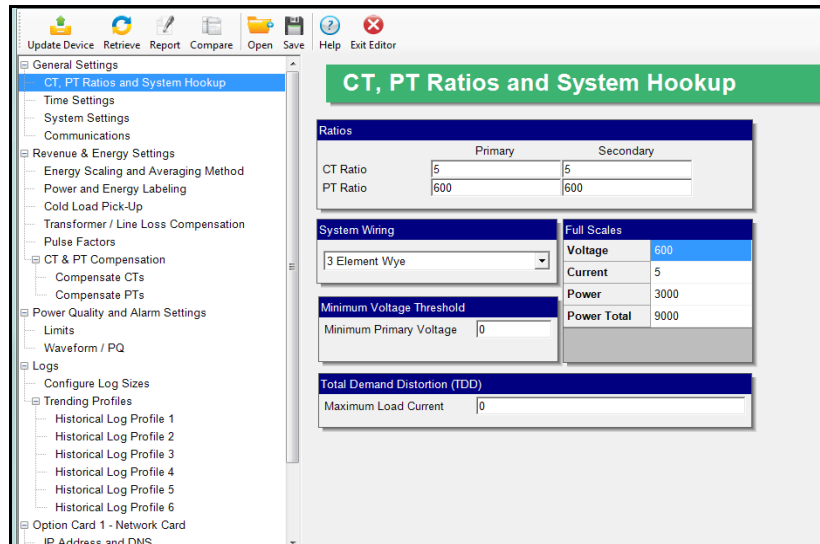 Update Device Retrieve Report Compare Open Save Help Exit Editor
General Settings
CT, PT Ratios and System Hookup
Time Settings
System Settings
Communications
Revenue & Energy Settings
Energy Scaling and Averaging Method
Power and Energy Labeling
Cold Load Pick-Up
Transformer / Line Loss Compensation
Pulse Factors
CT & PT Compensation
Compensate CTs
Compensate PTs
Power Quality and Alarm Settings
Limits
Waveform / PQ
Logs
Configure Log Sizes
Trending Profiles
Historical Log Profile 1
Historical Log Profile 2
Historical Log Profile 3
Historical Log Profile 4
Historical Log Profile 5
Historical Log Profile 6
Option Card 1 - Network Card
IP Address and DNS
CT, PT Ratios and System Hookup
Ratios
Primary Secondary
CT Ratio 5 5
PT Ratio 600 600
System Wiring
3 Element Wye
Minimum Voltage Threshold
Minimum Primary Voltage 0
Full Scales
Voltage 600
Current 5
Power 3000
Power Total 9000
Total Demand Distortion (TDD)
Maximum Load Current 0